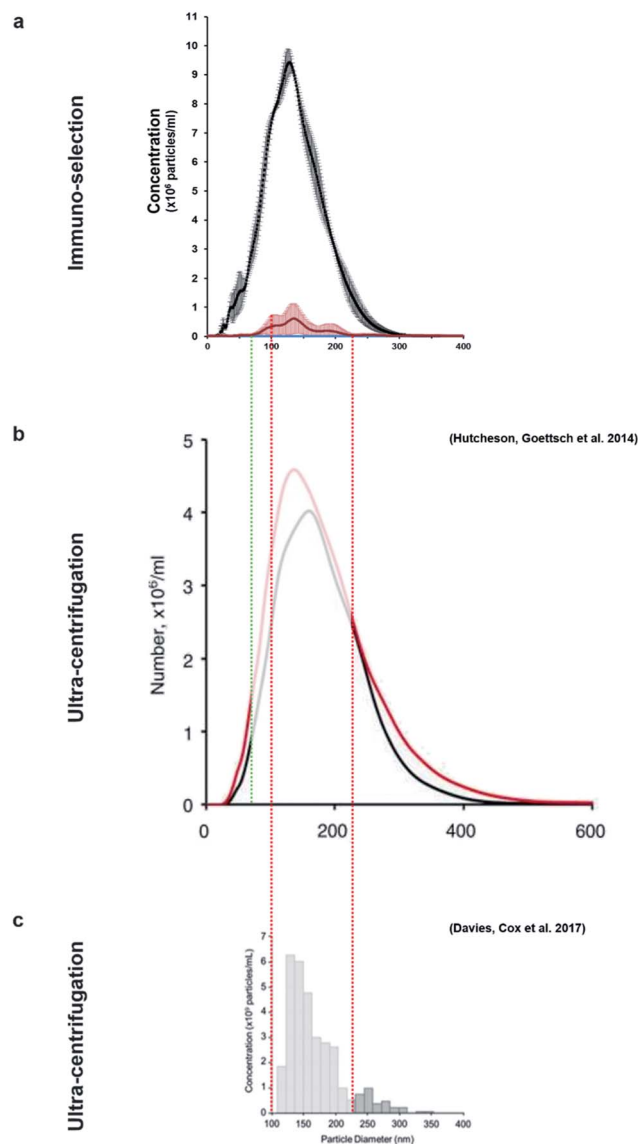 a
Immuno-selection
Concentration
(x10⁶ particles/ml)
11
10
9
8
7
6
5
4
3
2
1
0
0 100 200 300 400
b
(Hutcheson, Goettsch et al. 2014)
Ultra-centrifugation
Number, x10⁶/ml
5
4
3
2
1
0
0 200 400 600
c
(Davies, Cox et al. 2017)
Ultra-centrifugation
Concentration (x10⁹ particles/mL)
7
6
5
4
3
2
1
0
100 150 200 250 300 350 400
Particle Diameter (nm)